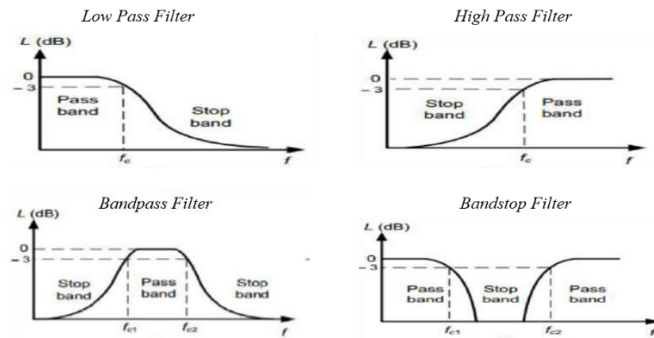 Low Pass Filter
L (dB)
0
– 3
Pass
band
Stop
band
fc
f
High Pass Filter
L (dB)
0
– 3
Stop
band
Pass
band
fc
f
Bandpass Filter
L (dB)
0
– 3
Stop
band
Pass
band
Stop
band
fc1
fc2
f
Bandstop Filter
L (dB)
0
–3
Pass
band
Stop
band
Pass
band
fc1
fc2
f